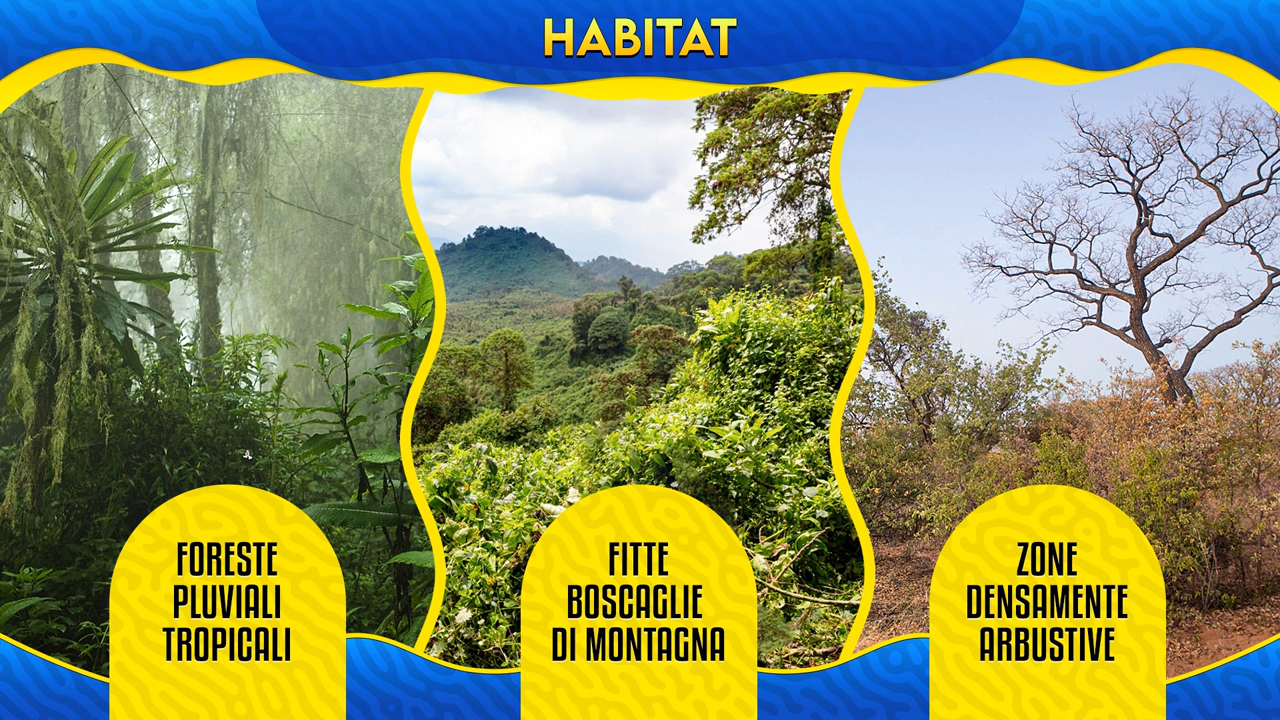 HABITAT
FORESTE
PLUVIALI
TROPICALI
FITTE
BOSCAGLIE
DI MONTAGNA
ZONE
DENSAMENTE
ARBUSTIVE